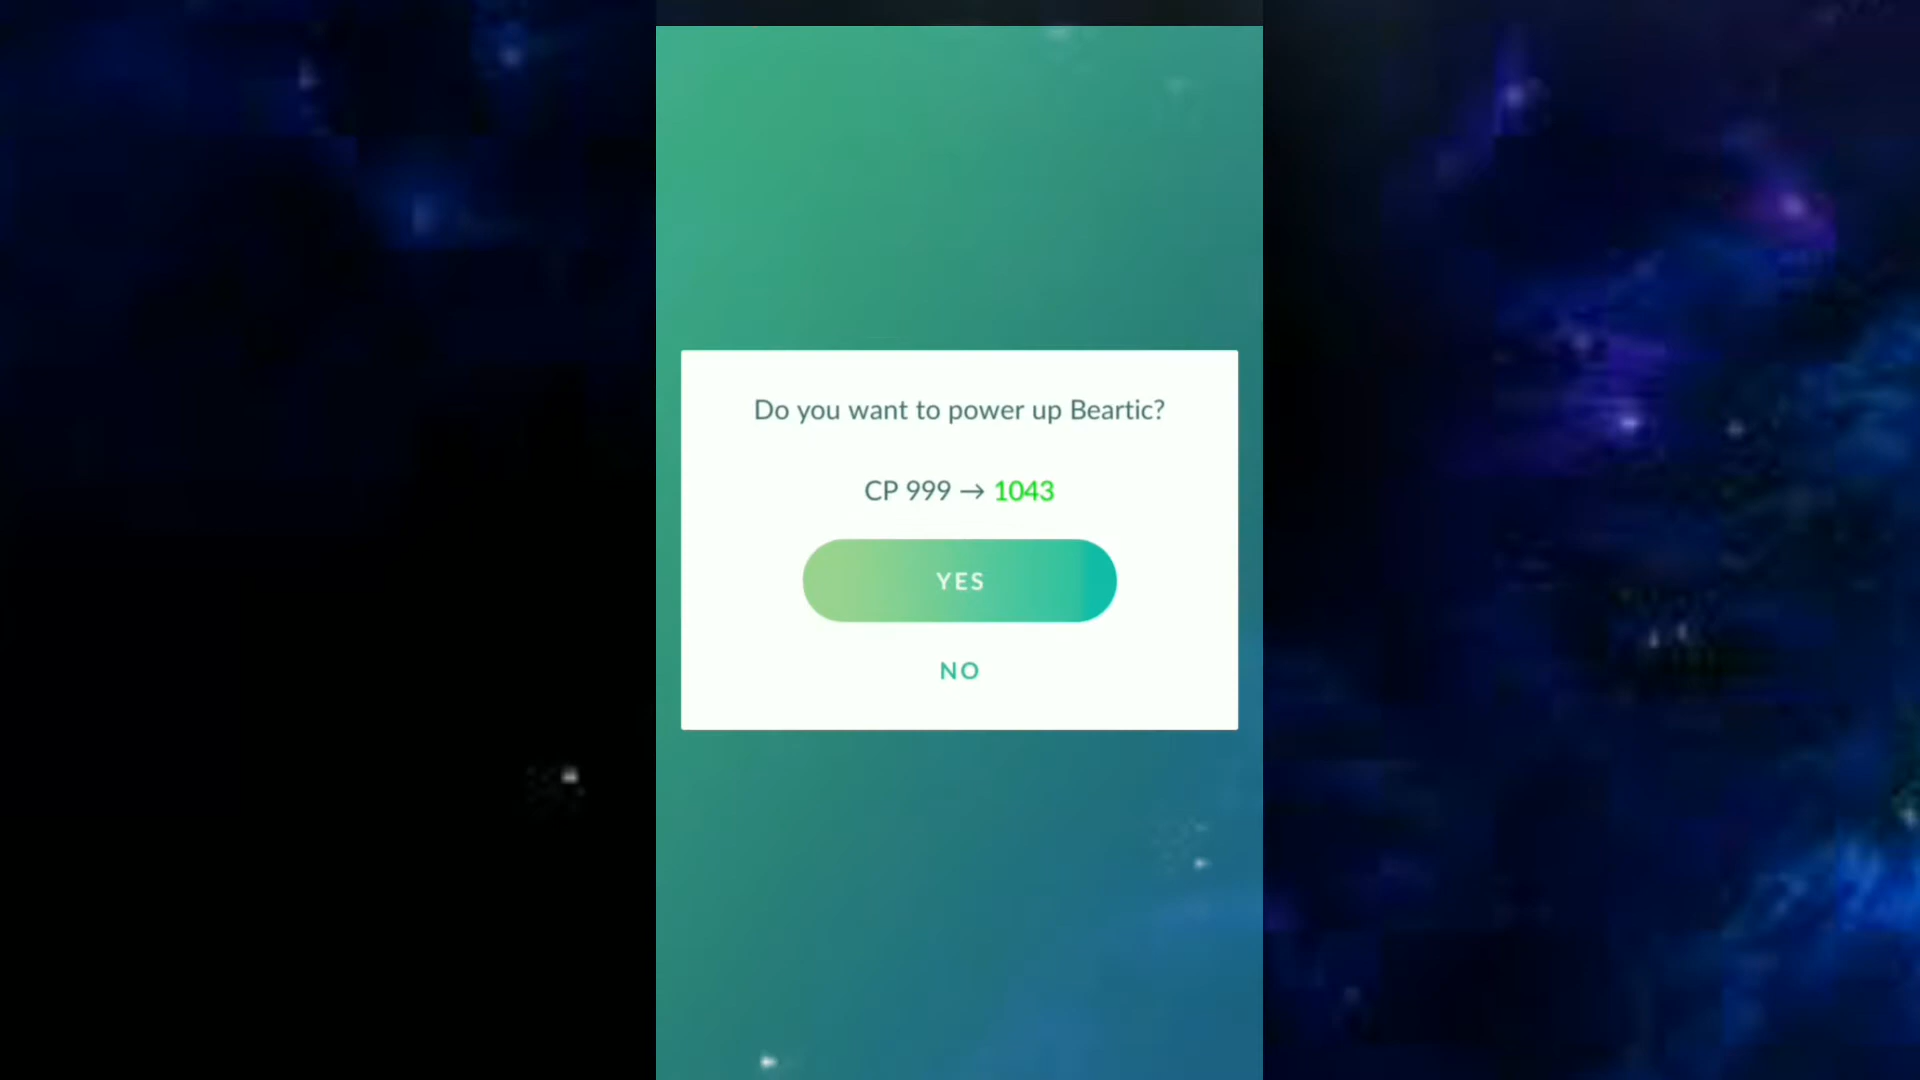 Do you want to power up Beartic?
CP 999 → 1043
YES
NO